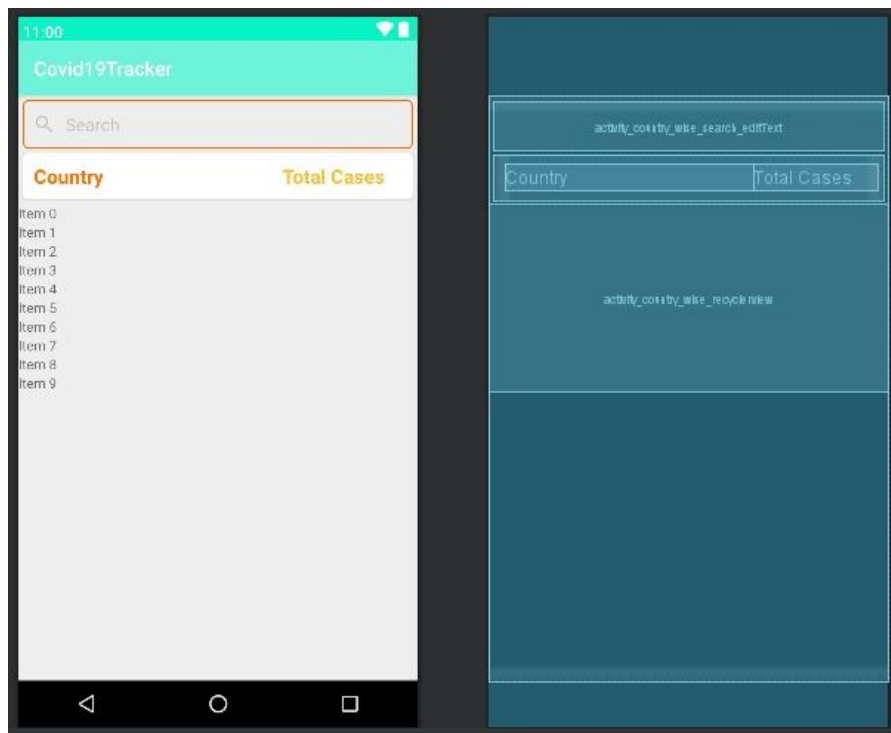 11:00
Covid19Tracker
Search
Country Total Cases
Item 0
Item 1
Item 2
Item 3
Item 4
Item 5
Item 6
Item 7
Item 8
Item 9
activity_country_wise_search_editText
Country Total Cases
activity_country_wise_recyclerview